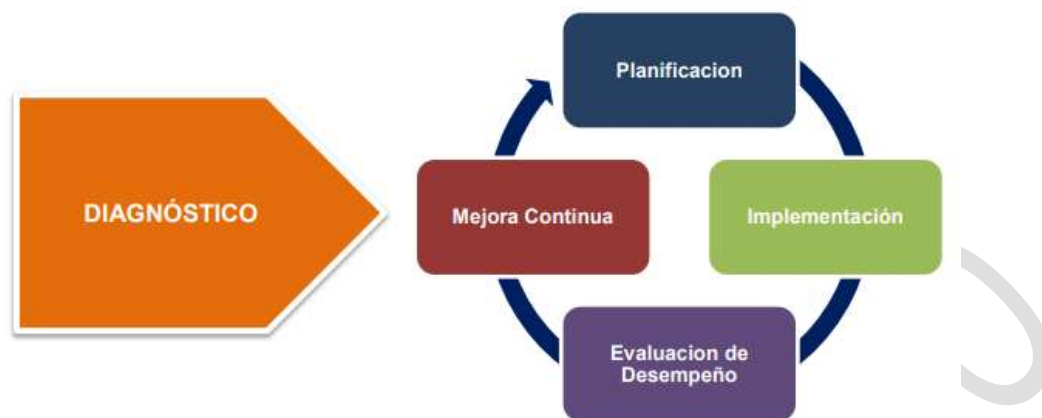 DIAGNÓSTICO
Planificacion
Implementación
Evaluacion de
Desempeño
Mejora Continua